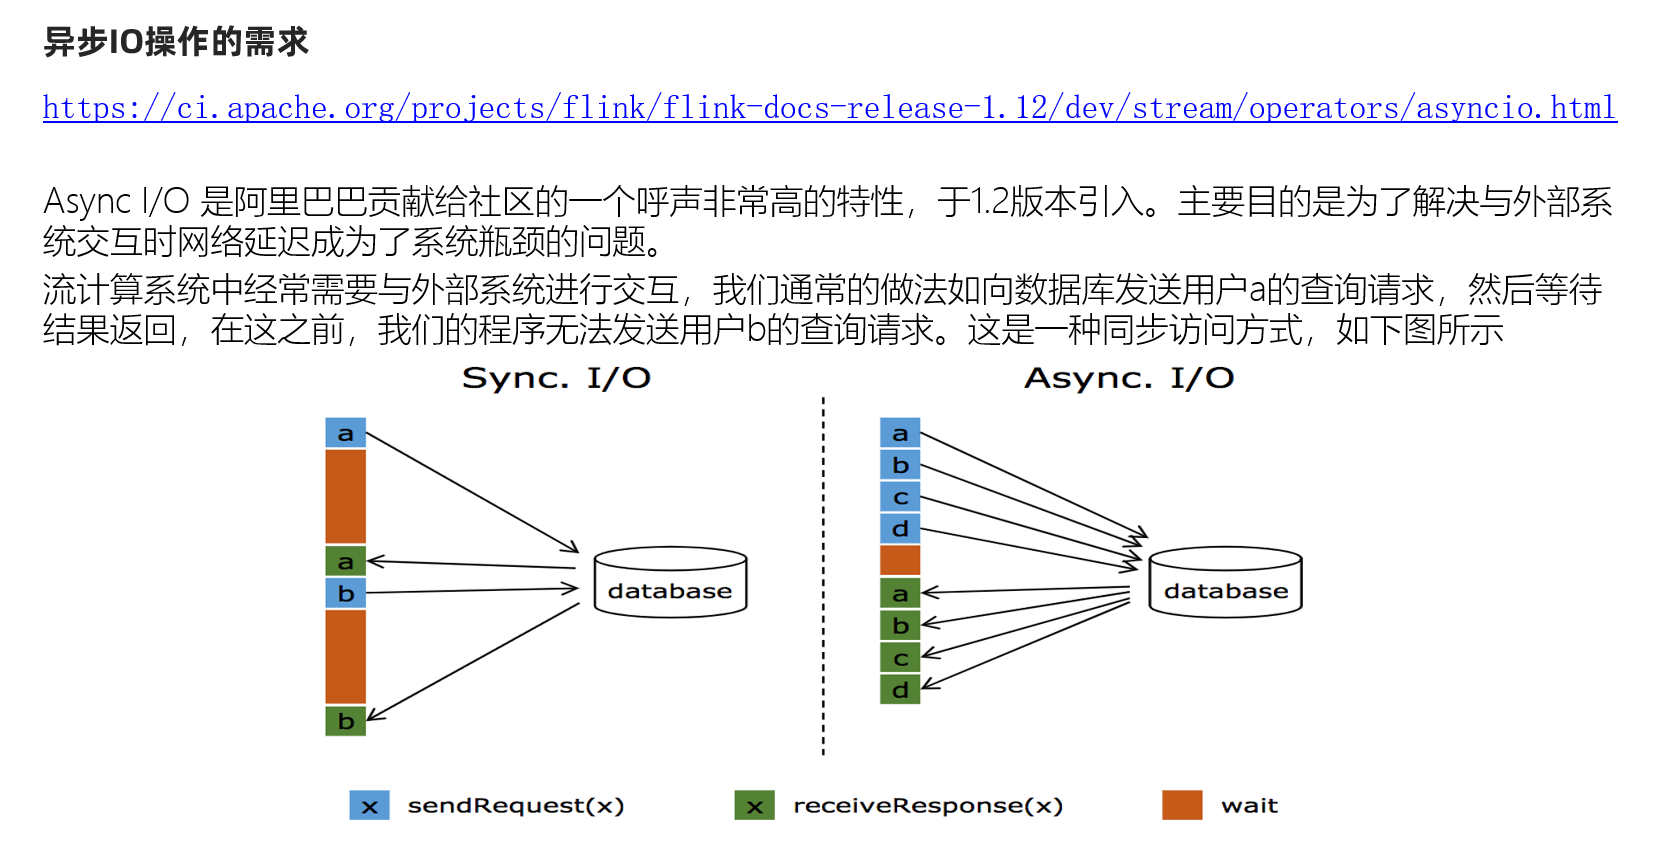 异步IO操作的需求
https://ci.apache.org/projects/flink/flink-docs-release-1.12/dev/stream/operators/asyncio.html
Async I/O 是阿里巴巴贡献给社区的一个呼声非常高的特性，于1.2版本引入。主要目的是为了解决与外部系
统交互时网络延迟成为了系统瓶颈的问题。
流计算系统中经常需要与外部系统进行交互，我们通常的做法如向数据库发送用户a的查询请求，然后等待
结果返回，在这之前，我们的程序无法发送用户b的查询请求。这是一种同步访问方式，如下图所示
Sync. I/O
a
a
b
b
database
Async. I/O
a
b
c
d
a
b
c
d
database
x sendRequest(x)
x receiveResponse(x)
wait